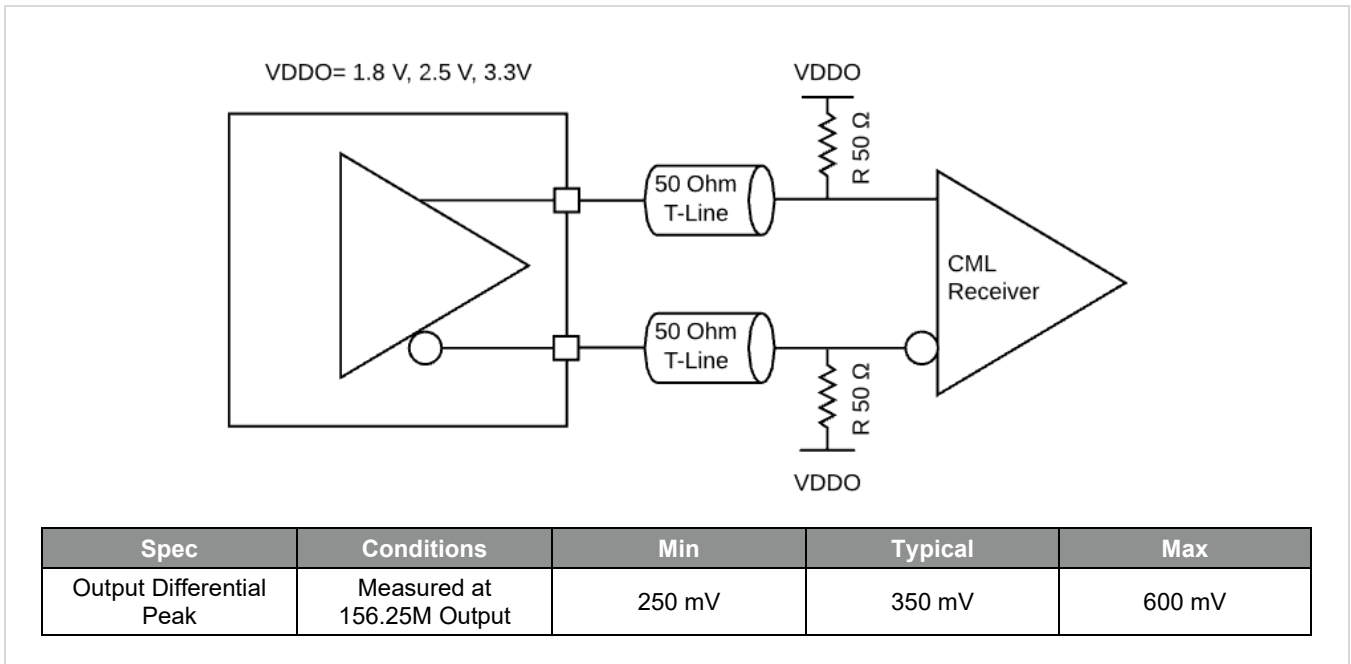 VDDO= 1.8 V, 2.5 V, 3.3V
VDDO
R 50 Ω
50 Ohm
T-Line
CML
Receiver
50 Ohm
T-Line
R 50 Ω
VDDO
Spec Conditions Min Typical Max
Output Differential Peak Measured at 156.25M Output 250 mV 350 mV 600 mV